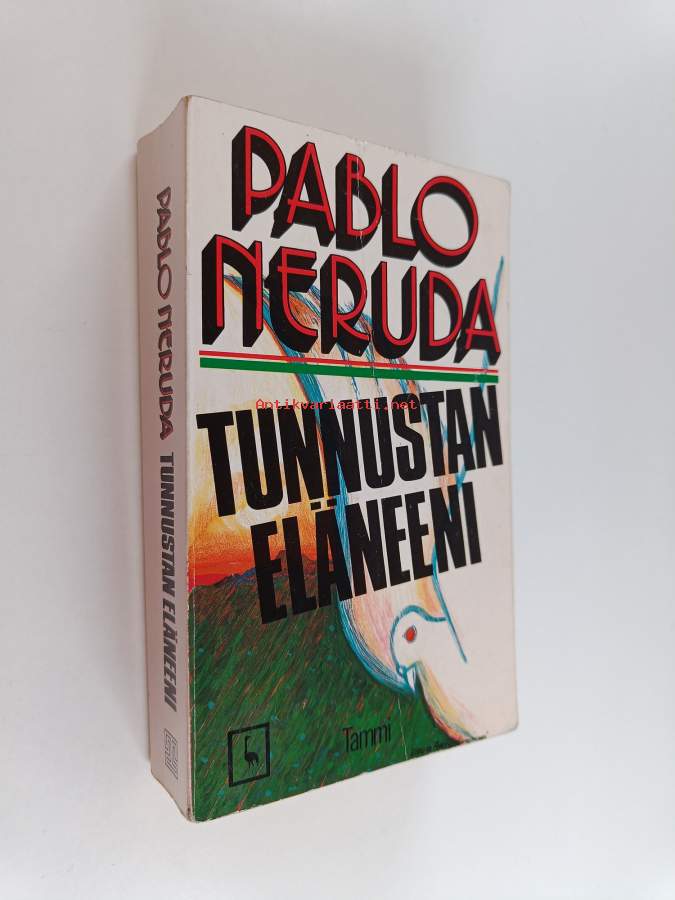 PABLO
NERUDA
Antikvariaatti.net
TUNNUSTAN
ELÄNEENI
Tammi
PABLO NERUDA TUNNUSTAN ELÄNEENI